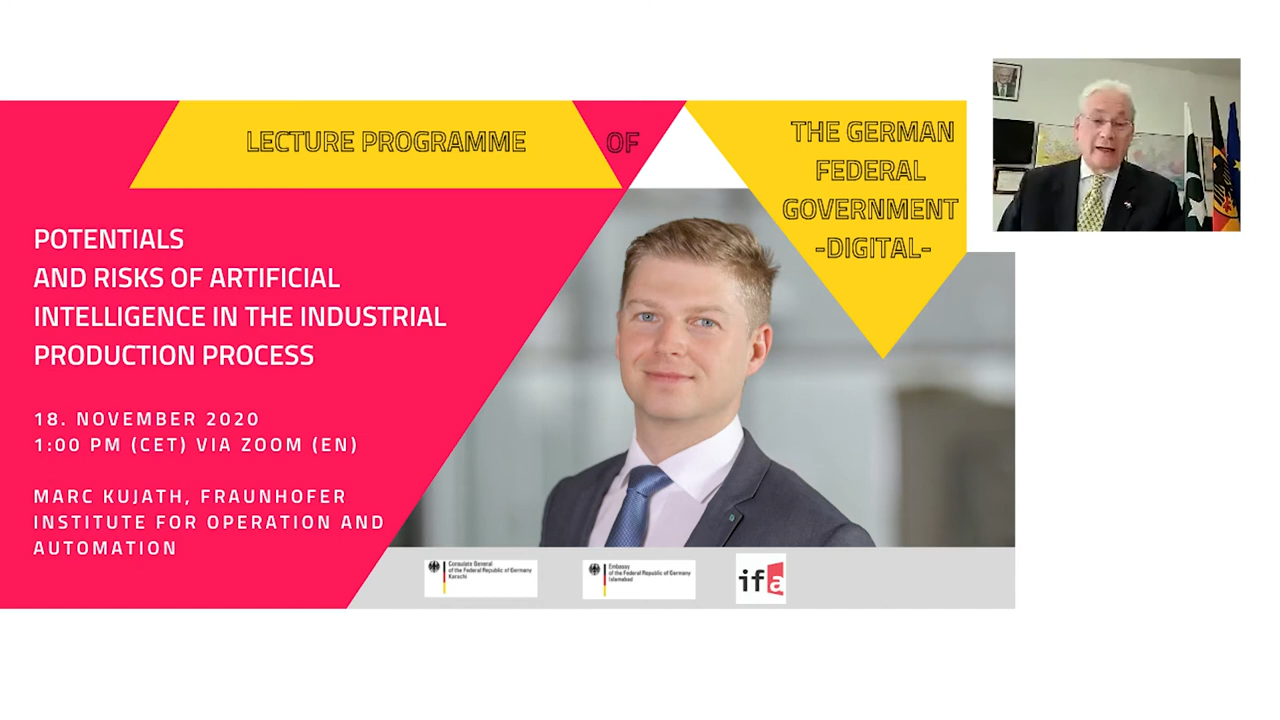 LECTURE PROGRAMME
OF
THE GERMAN
FEDERAL
GOVERNMENT
-DIGITAL-
POTENTIALS
AND RISKS OF ARTIFICIAL
INTELLIGENCE IN THE INDUSTRIAL
PRODUCTION PROCESS
18. NOVEMBER 2020
1:00 PM (CET) VIA ZOOM (EN)
MARC KUJATH, FRAUNHOFER
INSTITUTE FOR OPERATION AND
AUTOMATION
Consulate General
of the Federal Republic of Germany
Karachi
Embassy
of the Federal Republic of Germany
Islamabad
ifa